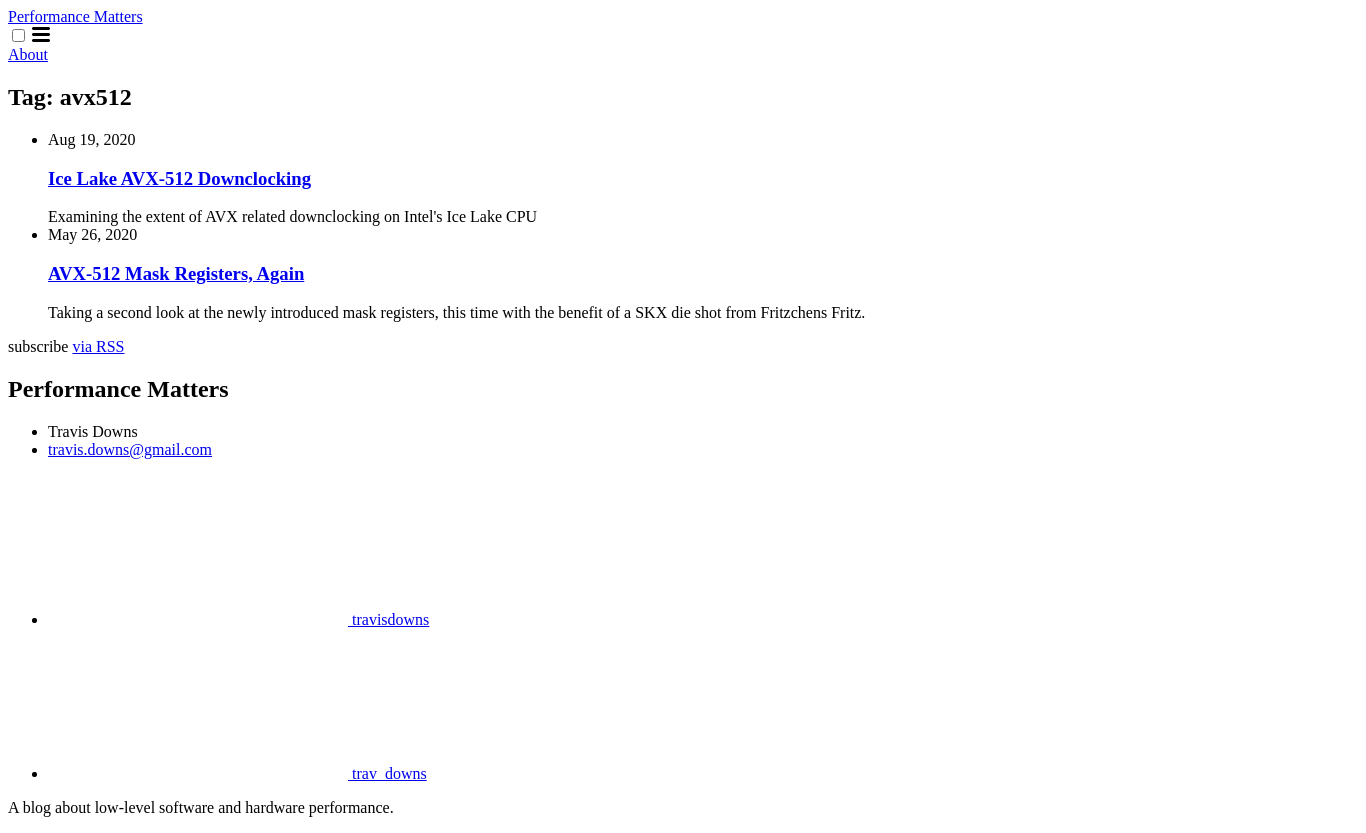 Performance Matters
About
Tag: avx512
Aug 19, 2020
Ice Lake AVX-512 Downclocking
Examining the extent of AVX related downclocking on Intel's Ice Lake CPU
May 26, 2020
AVX-512 Mask Registers, Again
Taking a second look at the newly introduced mask registers, this time with the benefit of a SKX die shot from Fritzchens Fritz.
subscribe via RSS
Performance Matters
Travis Downs
travis.downs@gmail.com
travisdowns
trav_downs
A blog about low-level software and hardware performance.